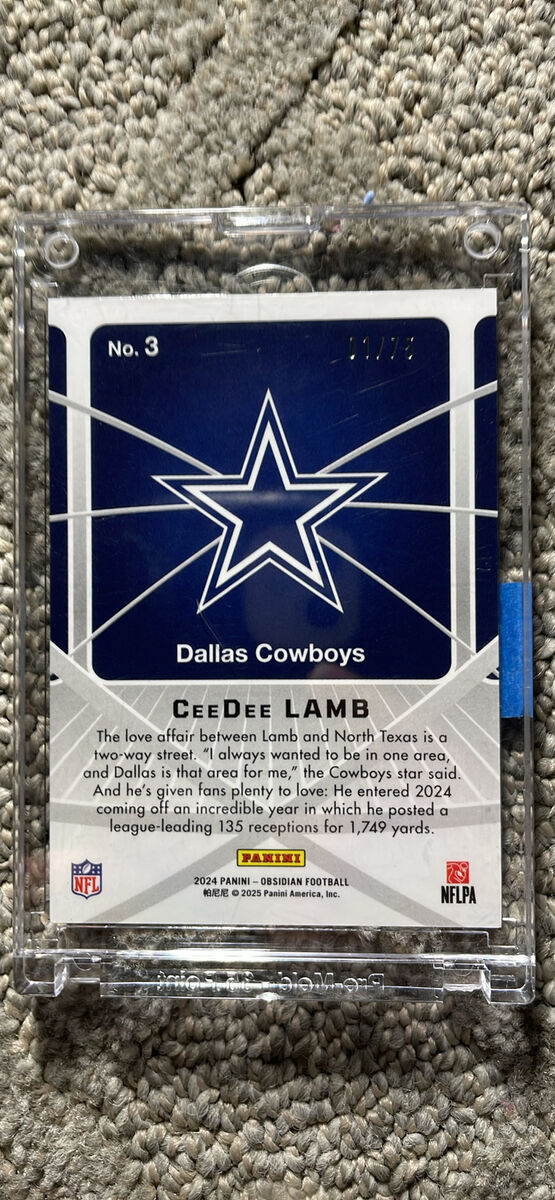 No. 3
Dallas Cowboys
CEEDEE LAMB
The love affair between Lamb and North Texas is a
two-way street. “I always wanted to be in one area,
and Dallas is that area for me,” the Cowboys star said.
And he’s given fans plenty to love: He entered 2024
coming off an incredible year in which he posted a
league-leading 135 receptions for 1,749 yards.
PANINI
NFL
2024 PANINI – OBSIDIAN FOOTBALL
帕尼尼 © 2025 Panini America, Inc.
NFLPA